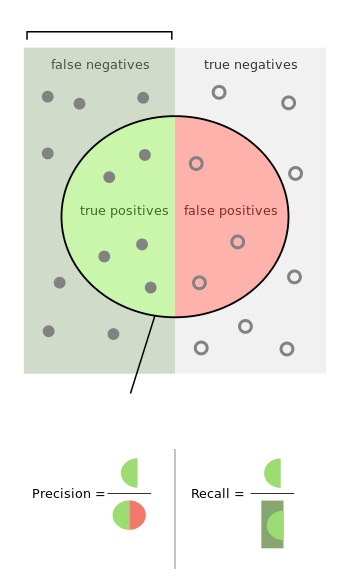 false negatives
true negatives
true positives
false positives
Precision =
Recall =